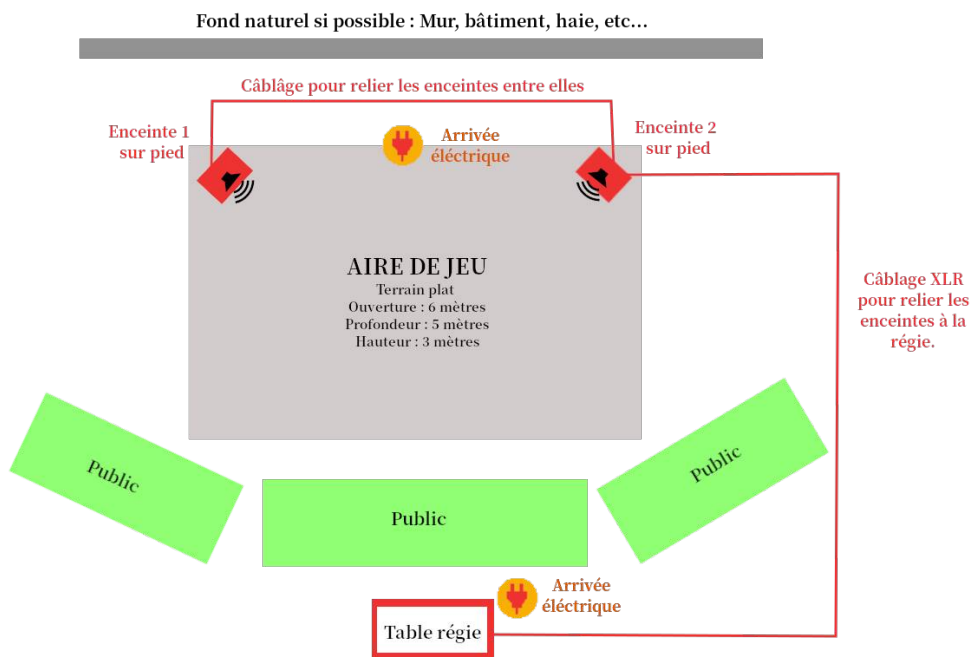 Fond naturel si possible : Mur, bâtiment, haie, etc...
Câblâge pour relier les enceintes entre elles
Enceinte 1
sur pied
Arrivée
éléctrique
Enceinte 2
sur pied
AIRE DE JEU
Terrain plat
Ouverture : 6 mètres
Profondeur : 5 mètres
Hauteur : 3 mètres
Câblage XLR
pour relier les
enceintes à la
régie.
Public
Public
Public
Arrivée
éléctrique
Table régie